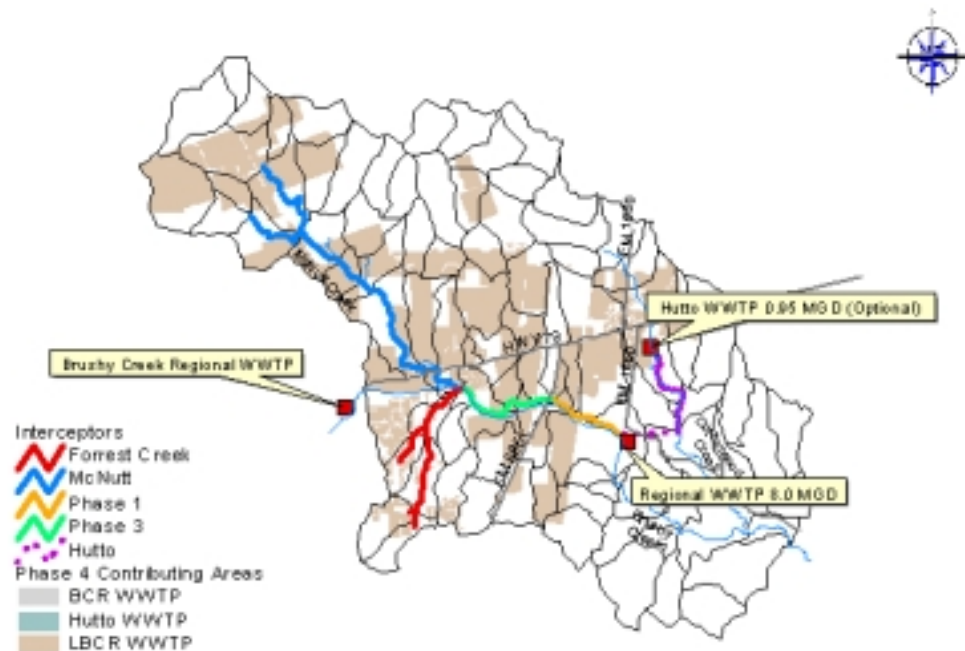 Hutto WWTP 0.95 MGD (Optional)
HWY 79
Brushy Creek Regional WWTP
Regional WWTP 8.0 MGD
Interceptors
Forrest Creek
McNutt
Phase 1
Phase 3
Hutto
Phase 4 Contributing Areas
BCR WWTP
Hutto WWTP
LBCR WWTP